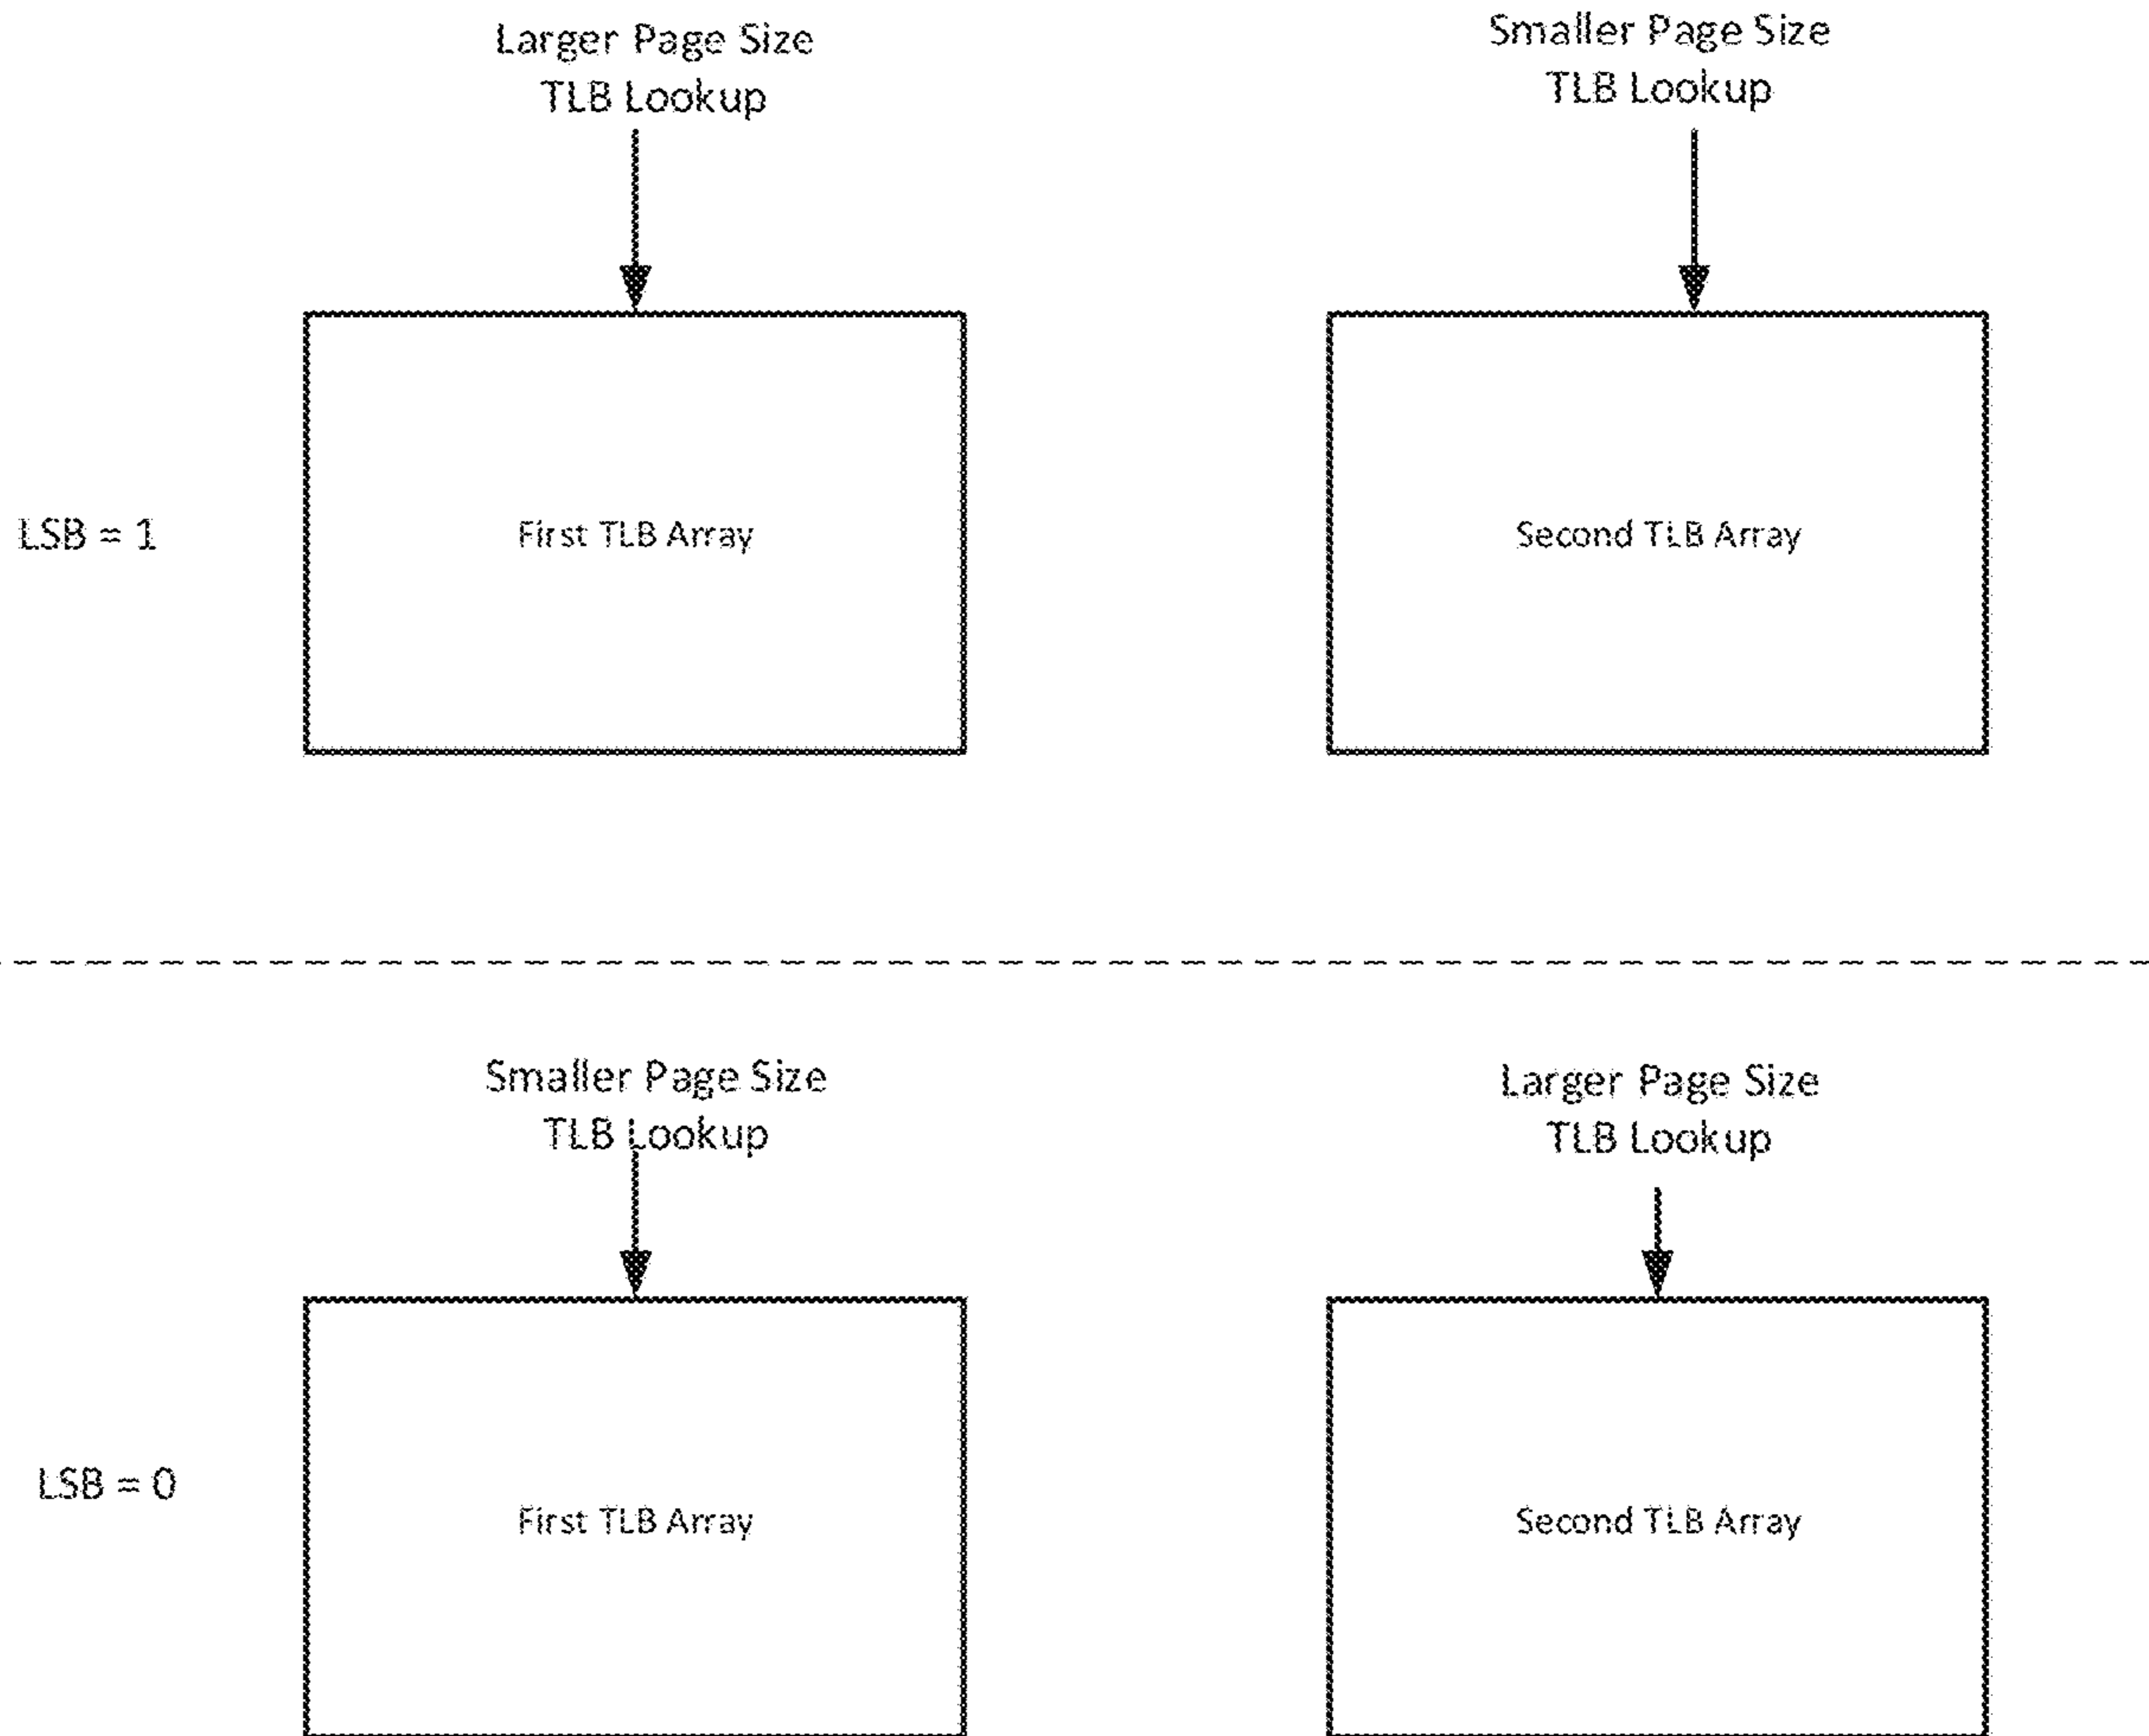 Larger Page Size
TLB Lookup
Smaller Page Size
TLB Lookup
LSB = 1
First TLB Array
Second TLB Array
Smaller Page Size
TLB Lookup
Larger Page Size
TLB Lookup
LSB = 0
First TLB Array
Second TLB Array